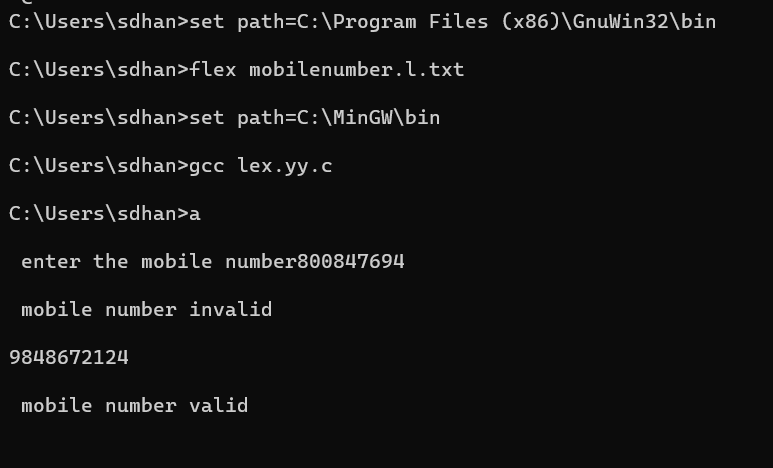 C:\Users\sdhan>set path=C:\Program Files (x86)\GnuWin32\bin
C:\Users\sdhan>flex mobilenumber.l.txt
C:\Users\sdhan>set path=C:\MinGW\bin
C:\Users\sdhan>gcc lex.yy.c
C:\Users\sdhan>a
enter the mobile number800847694
mobile number invalid
9848672124
mobile number valid